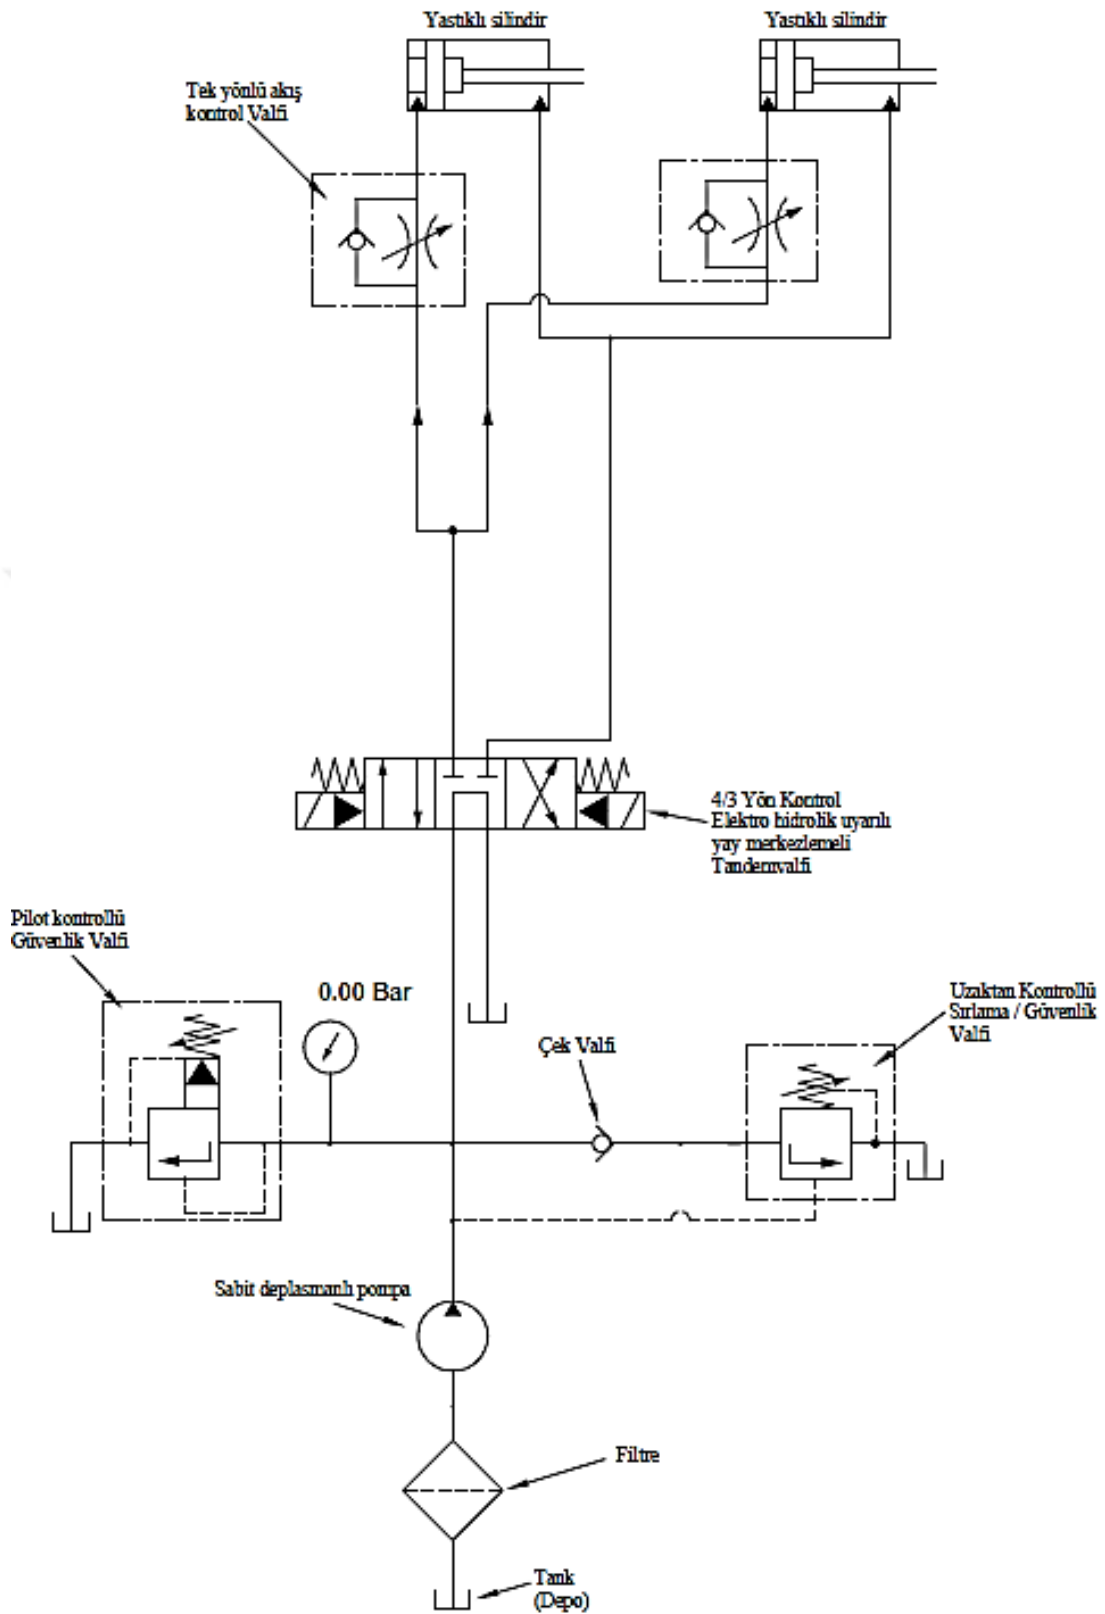 Yastıklı silindir
Yastıklı silindir
Tek yönlü akış
kontrol Valfi
4/3 Yön Kontrol
Elektro hidrolik uyarılı
yay merkezlemeli
Tandemvalfi
Pilot kontrollü
Güvenlik Valfi
0.00 Bar
Uzaktan Kontrollü
Sırlama / Güvenlik
Valfi
Çek Valfi
Sabit deplasmanlı pompa
Filtre
Tank
(Depo)